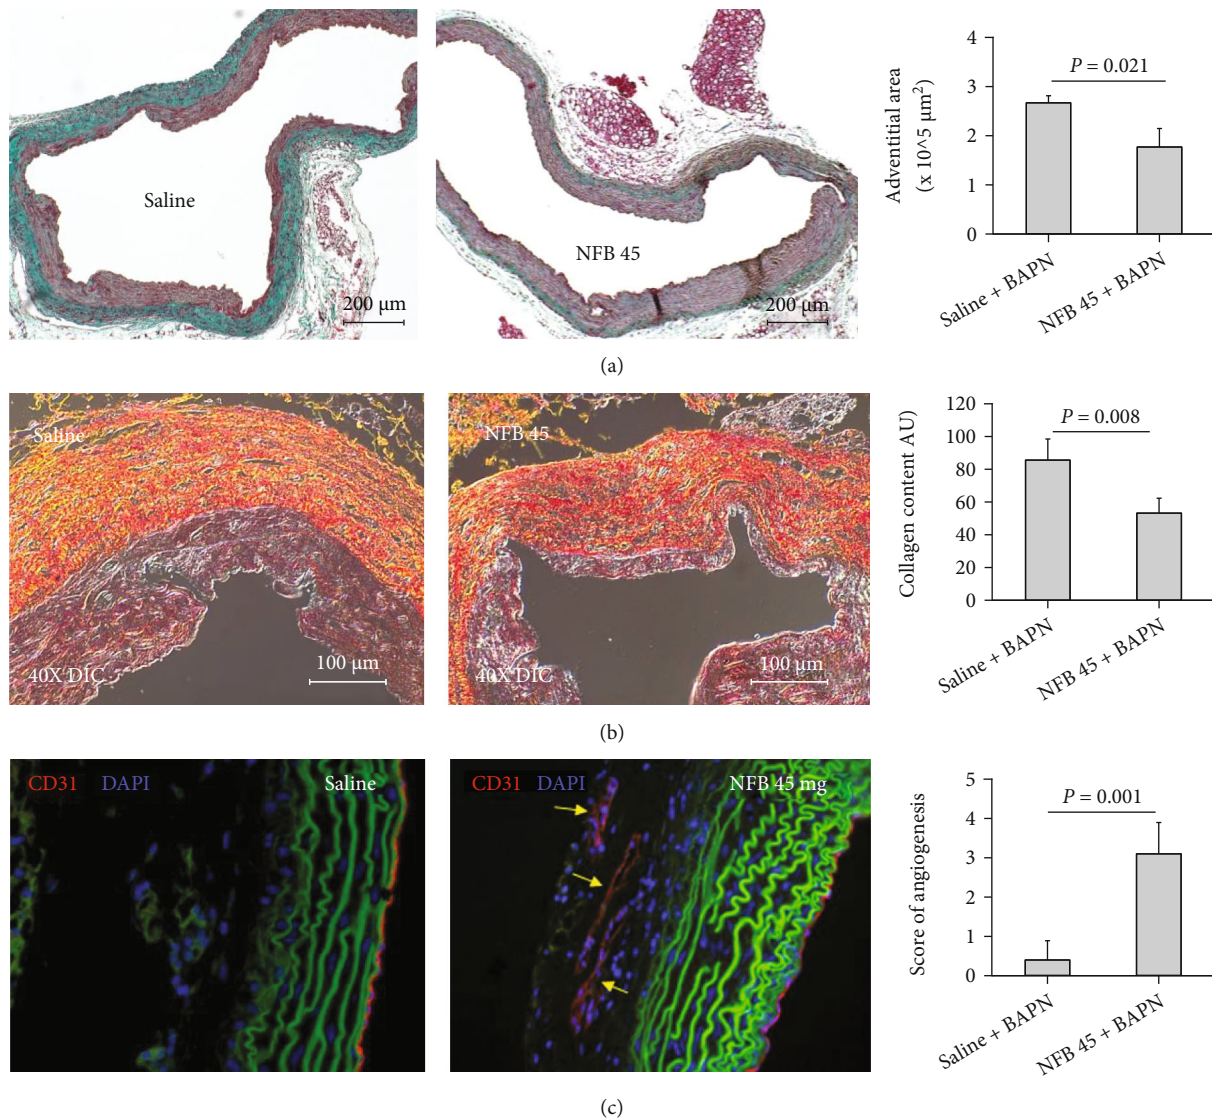 Saline
200 µm
NFB 45
200 µm
Adventitial area
(x 10^5 µm²)
4
3
2
1
0
P = 0.021
Saline + BAPN
NFB 45 + BAPN
(a)
Saline
40X DIC
100 µm
NFB 45
40X DIC
100 µm
Collagen content AU)
120
100
80
60
40
20
0
P = 0.008
Saline + BAPN
NFB 45 + BAPN
(b)
CD31 DAPI Saline
CD31 DAPI NFB 45 mg
Score of angiogenesis
5
4
3
2
1
0
P = 0.001
Saline + BAPN
NFB 45 + BAPN
(c)